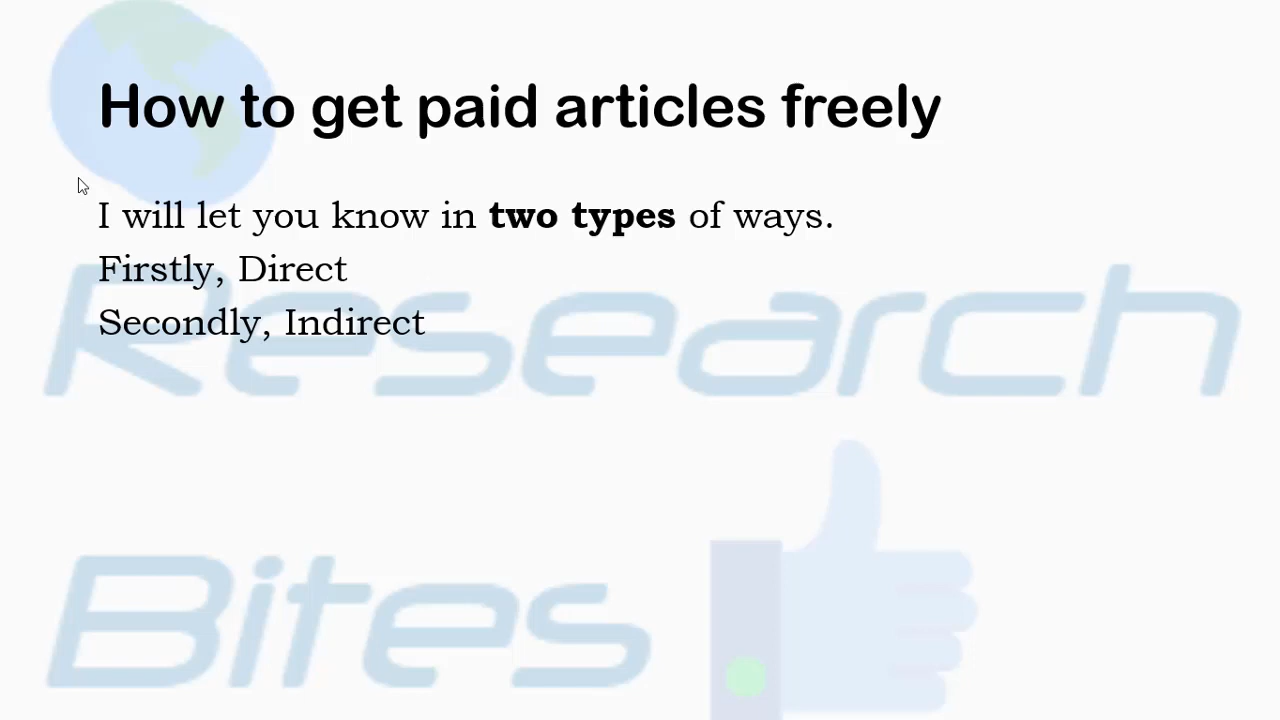 How to get paid articles freely
I will let you know in two types of ways.
Firstly, Direct
Secondly, Indirect
Research
Bites